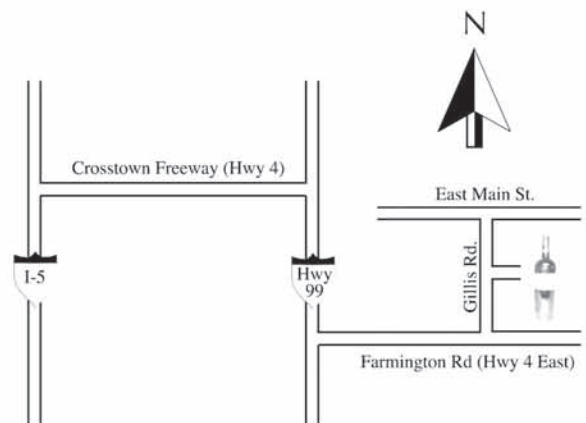 N
Crosstown Freeway (Hwy 4)
East Main St.
I-5
Hwy
99
Gillis Rd.
Farmington Rd (Hwy 4 East)